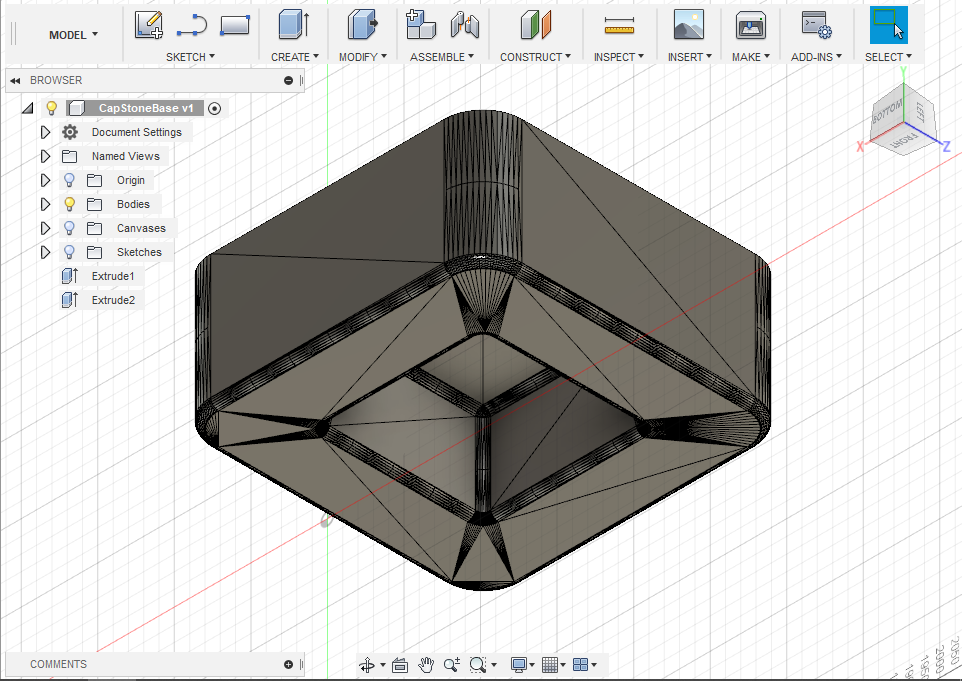 MODEL
SKETCH
CREATE
MODIFY
ASSEMBLE
CONSTRUCT
INSPECT
INSERT
MAKE
ADD-INS
SELECT
BROWSER
CapStoneBase v1
Document Settings
Named Views
Origin
Bodies
Canvases
Sketches
Extrude1
Extrude2
Y
BOTTOM
LEFT
FRONT
X
Z
2000
2050
COMMENTS